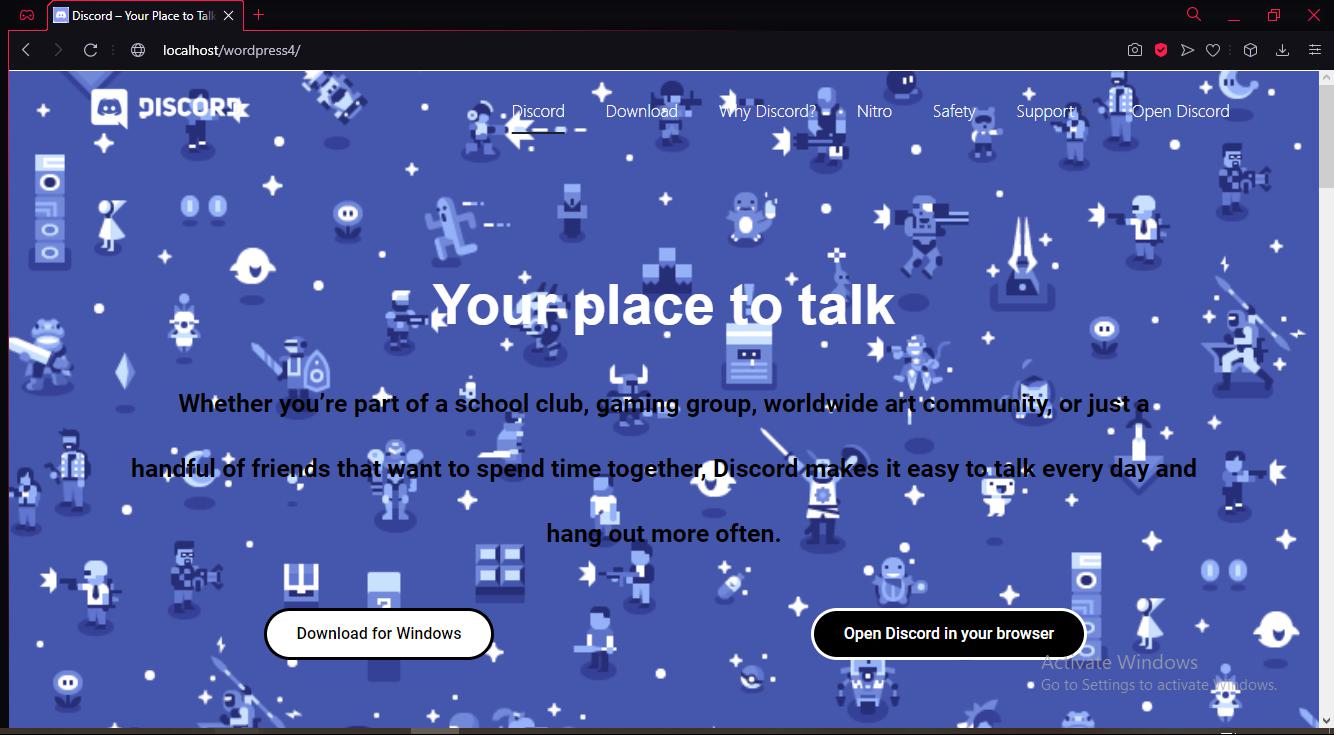 Discord – Your Place to Talk
localhost/wordpress4/
DISCORD
Discord Download Why Discord? Nitro Safety Support Open Discord
Your place to talk
Whether you’re part of a school club, gaming group, worldwide art community, or just a
handful of friends that want to spend time together, Discord makes it easy to talk every day and
hang out more often.
Download for Windows
Open Discord in your browser
Activate Windows
Go to Settings to activate Windows.